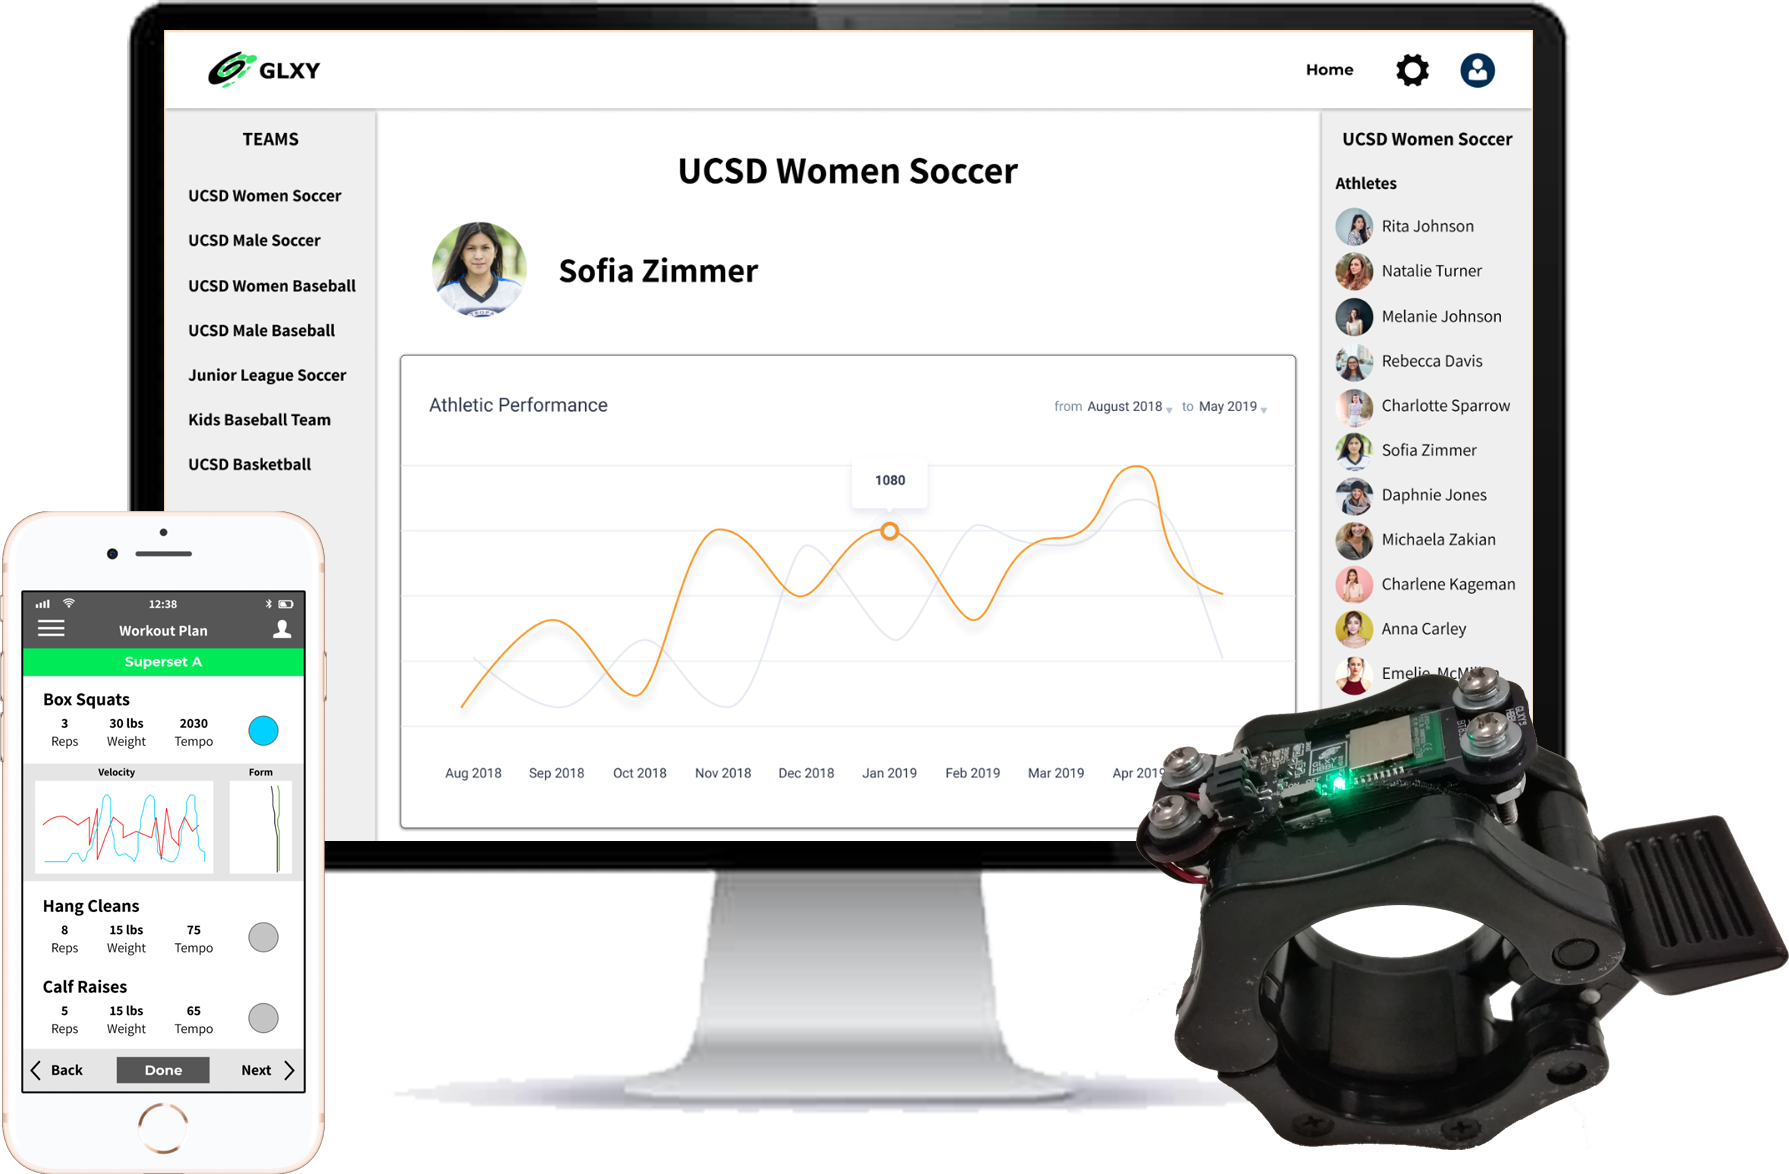 GLXY
Home
TEAMS
UCSD Women Soccer
UCSD Male Soccer
UCSD Women Baseball
UCSD Male Baseball
Junior League Soccer
Kids Baseball Team
UCSD Basketball
UCSD Women Soccer
Sofia Zimmer
Athletic Performance
from August 2018 to May 2019
1080
Aug 2018 Sep 2018 Oct 2018 Nov 2018 Dec 2018 Jan 2019 Feb 2019 Mar 2019 Apr 2019
UCSD Women Soccer
Athletes
Rita Johnson
Natalie Turner
Melanie Johnson
Rebecca Davis
Charlotte Sparrow
Sofia Zimmer
Daphnie Jones
Michaela Zakian
Charlene Kageman
Anna Carley
Emelie
12:38
Workout Plan
Superset A
Box Squats
3 30 lbs 2030
Reps Weight Tempo
Velocity Form
Hang Cleans
8 15 lbs 75
Reps Weight Tempo
Calf Raises
5 15 lbs 65
Reps Weight Tempo
Back Done Next